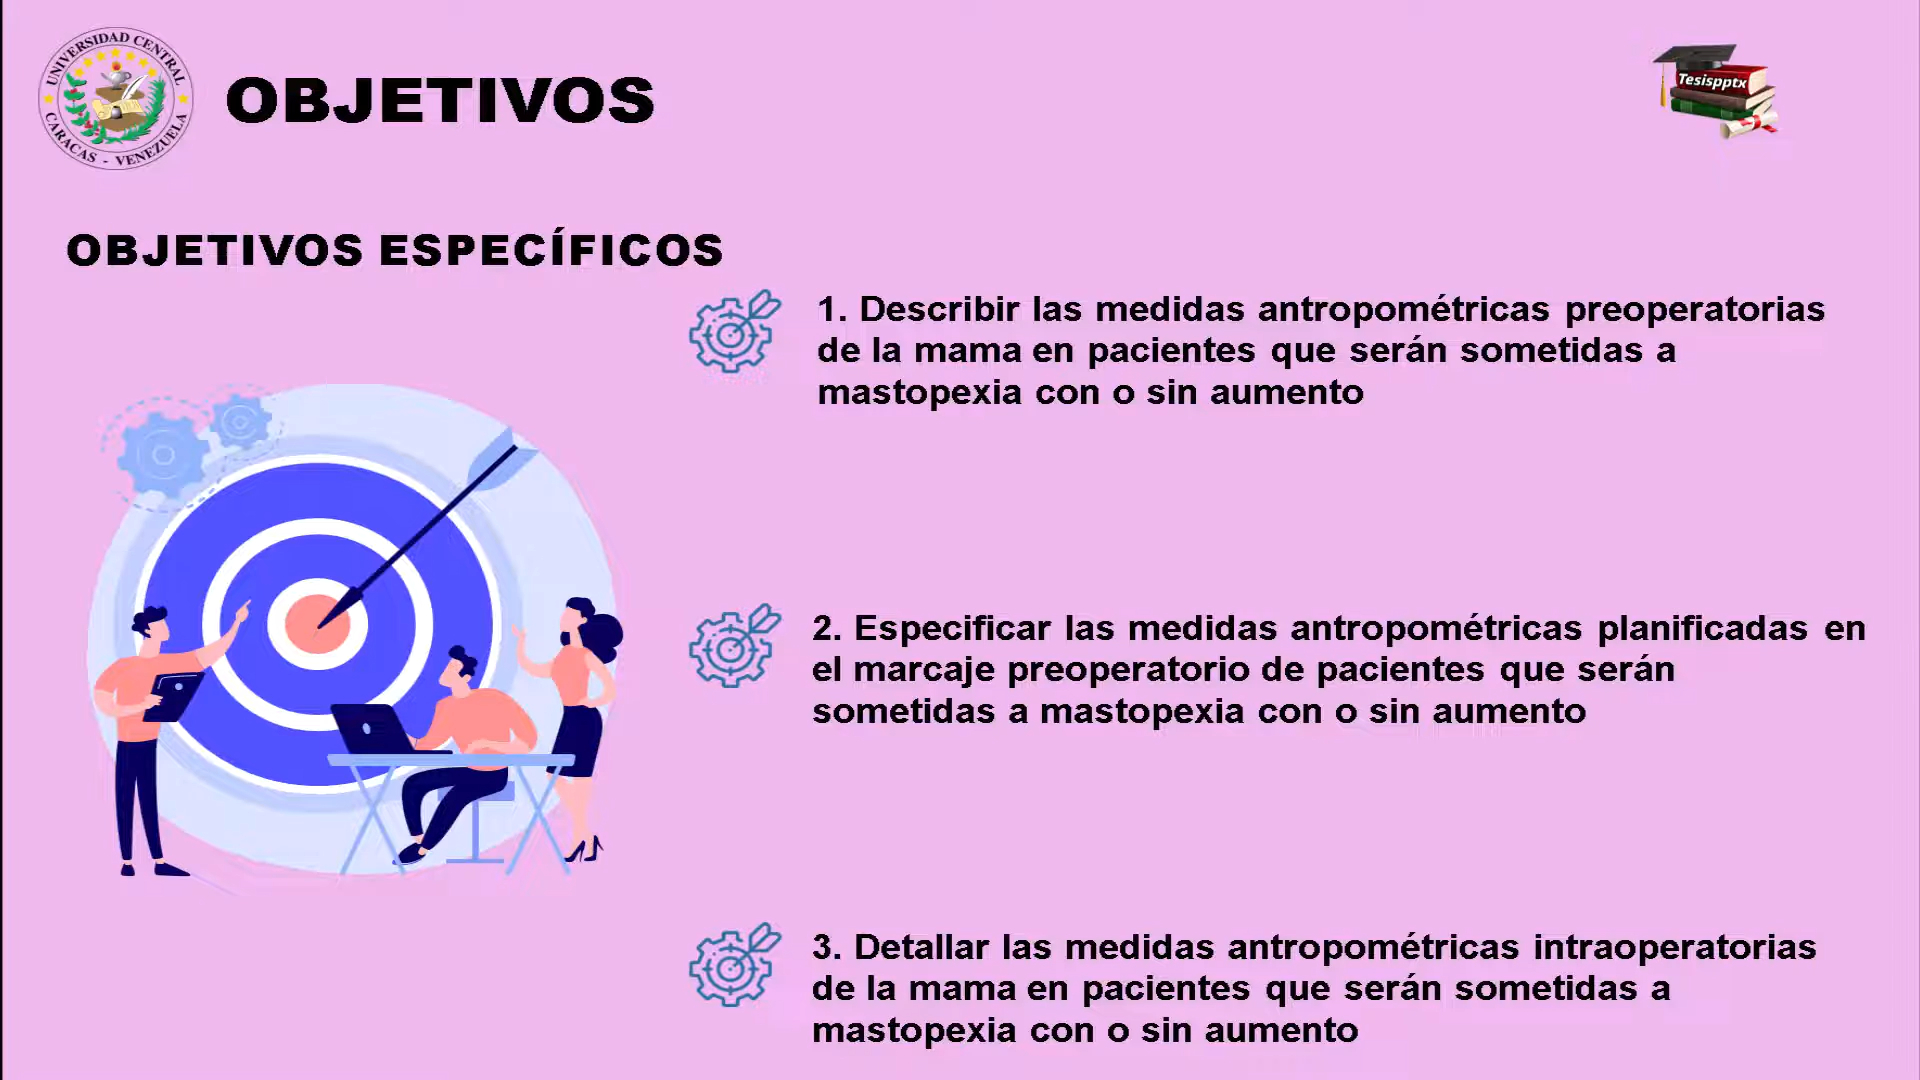 UNIVERSIDAD CENTRAL
CARACAS - VENEZUELA
OBJETIVOS
Tesispptx
OBJETIVOS ESPECÍFICOS
1. Describir las medidas antropométricas preoperatorias
de la mama en pacientes que serán sometidas a
mastopexia con o sin aumento
2. Especificar las medidas antropométricas planificadas en
el marcaje preoperatorio de pacientes que serán
sometidas a mastopexia con o sin aumento
3. Detallar las medidas antropométricas intraoperatorias
de la mama en pacientes que serán sometidas a
mastopexia con o sin aumento